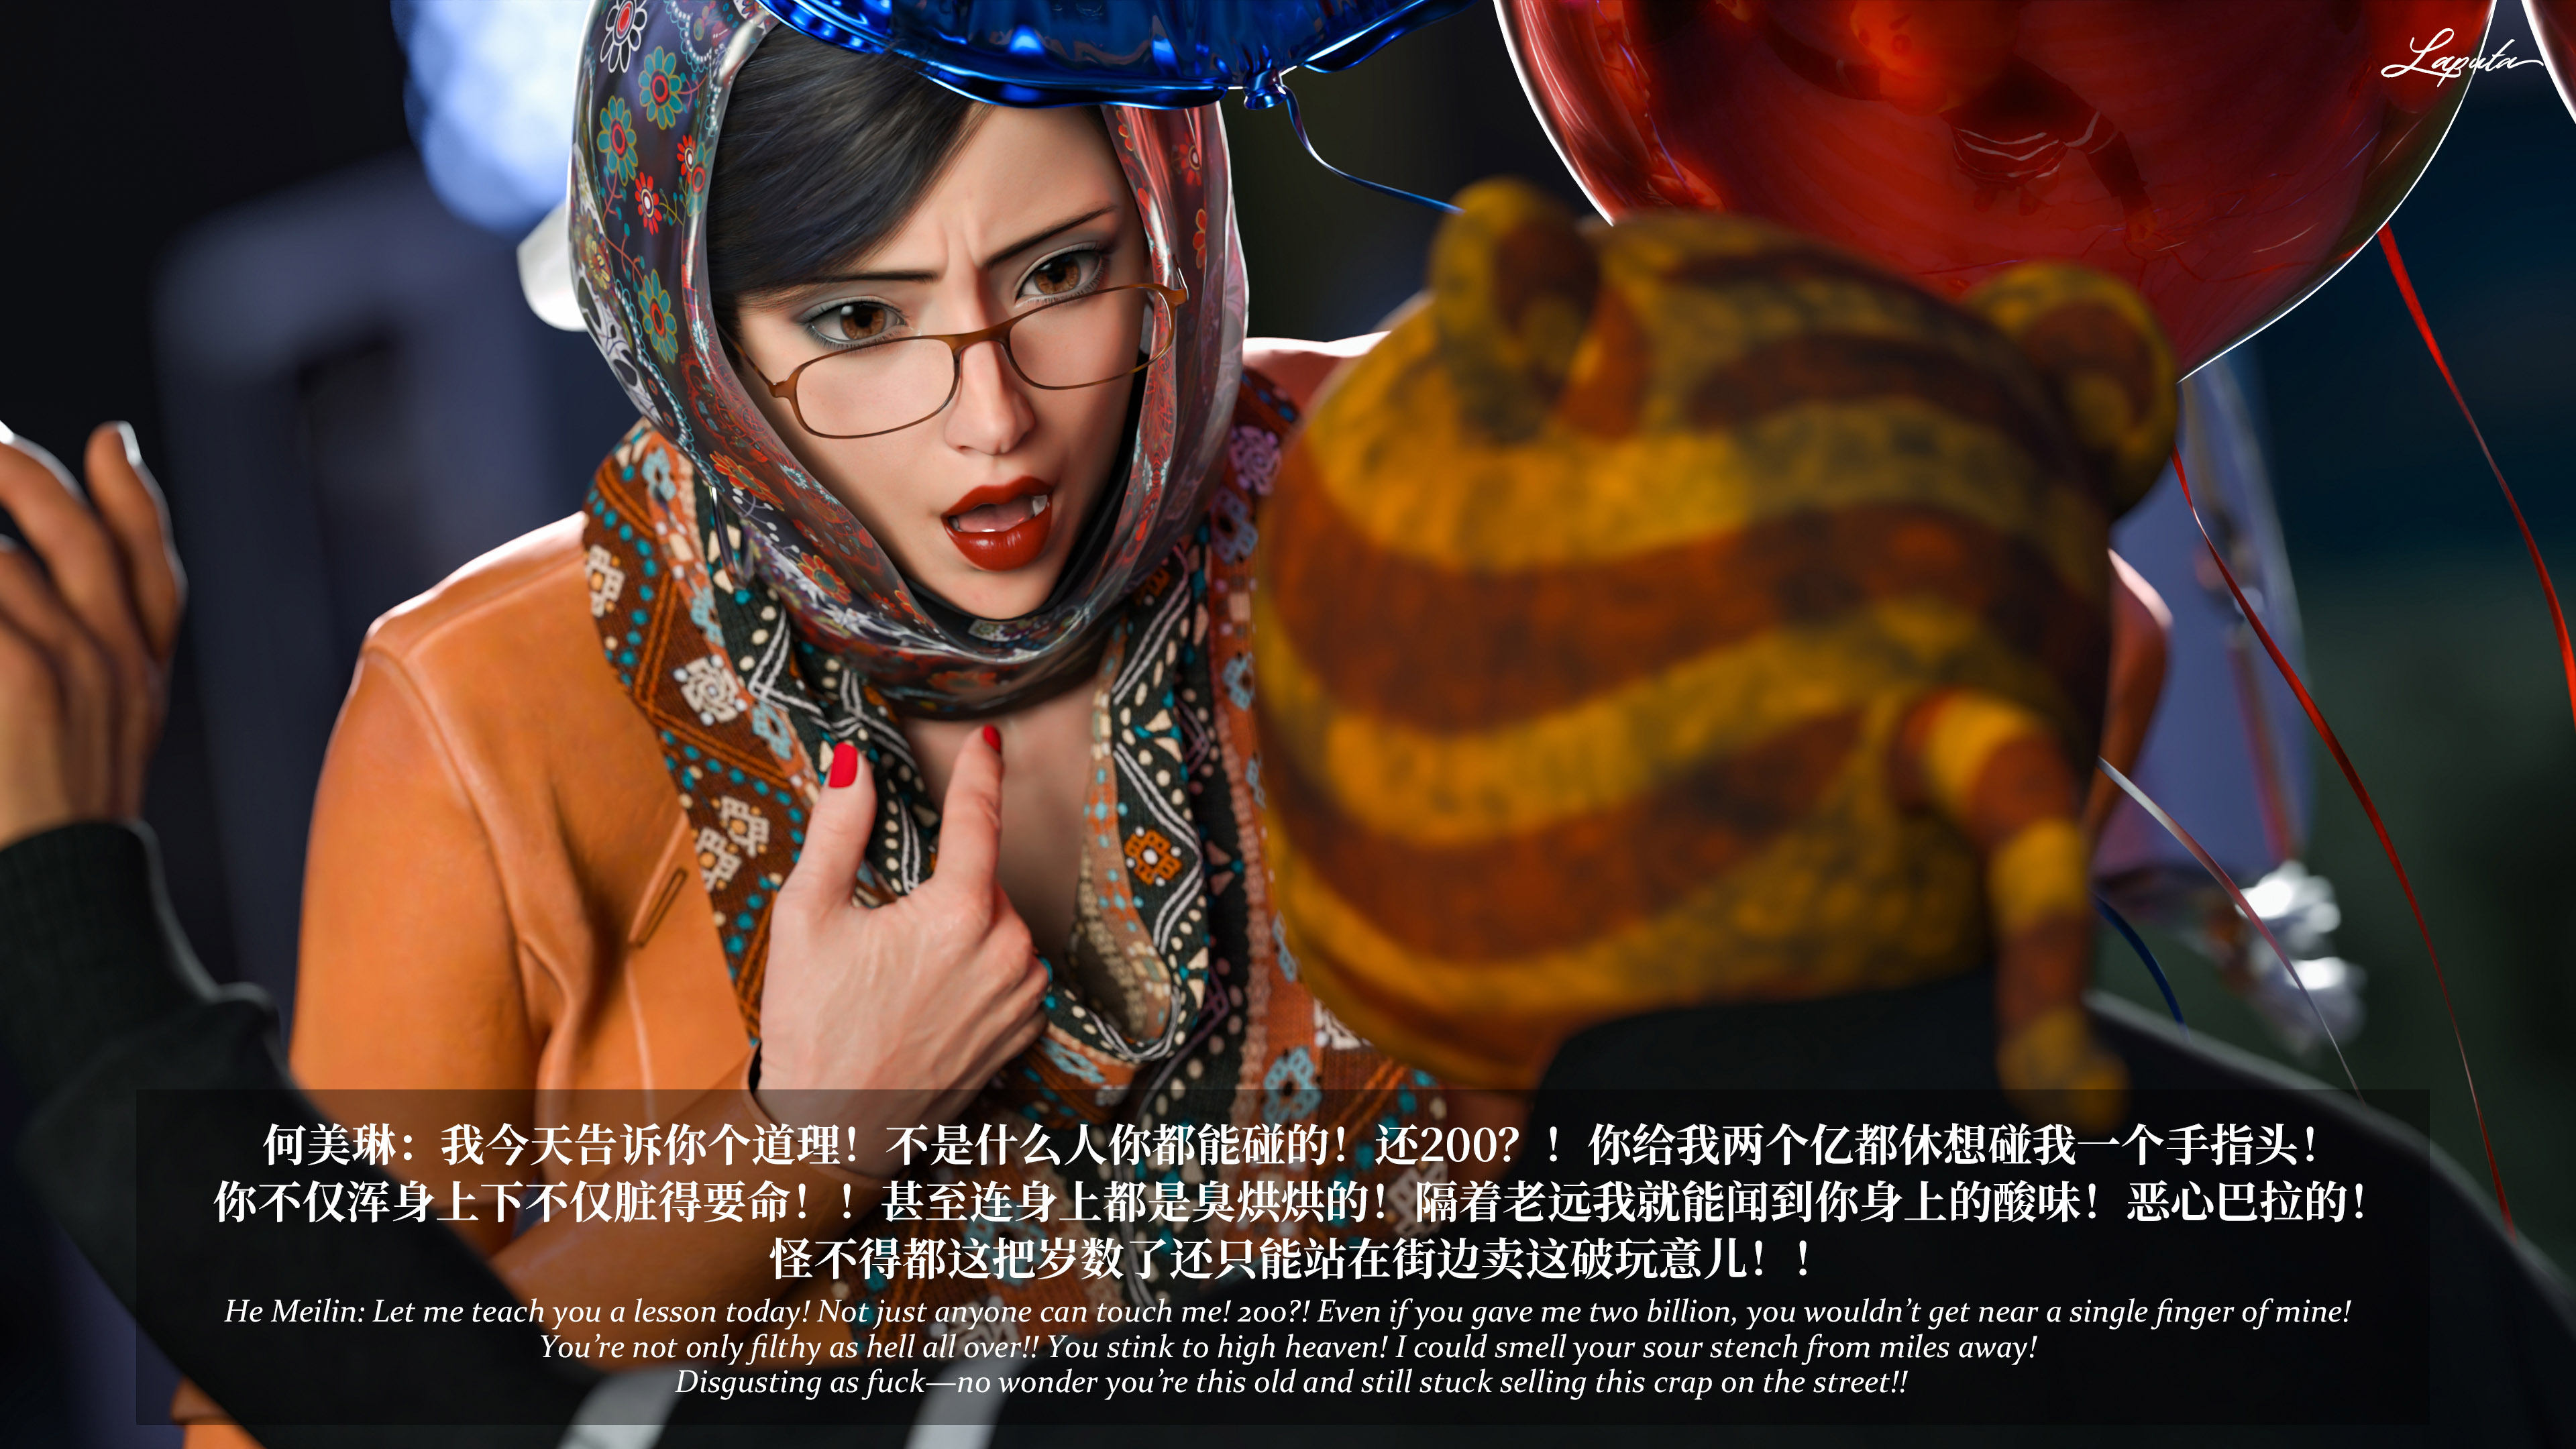 Laputa
何美琳：我今天告诉你个道理！不是什么人你都能碰的！还200？！你给我两个亿都休想碰我一个手指头！
你不仅浑身上下不仅脏得要命！！甚至连身上都是臭烘烘的！隔着老远我就能闻到你身上的酸味！恶心巴拉的！
怪不得都这把岁数了还只能站在街边卖这破玩意儿！！
He Meilin: Let me teach you a lesson today! Not just anyone can touch me! 200?! Even if you gave me two billion, you wouldn’t get near a single finger of mine!
You’re not only filthy as hell all over!! You stink to high heaven! I could smell your sour stench from miles away!
Disgusting as fuck—no wonder you’re this old and still stuck selling this crap on the street!!